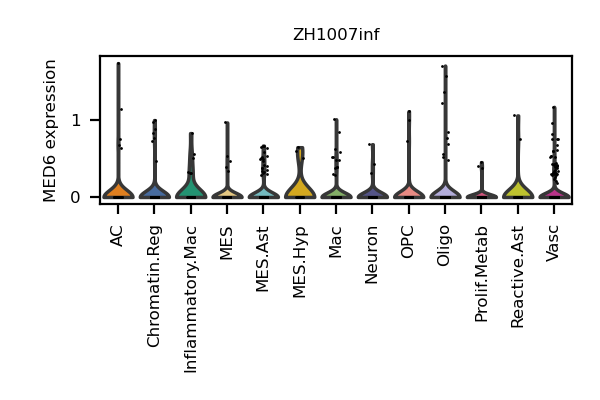 ZH1007inf
MED6 expression
1
0
AC
Chromatin.Reg
Inflammatory.Mac
MES
MES.Ast
MES.Hyp
Mac
Neuron
OPC
Oligo
Prolif.Metab
Reactive.Ast
Vasc